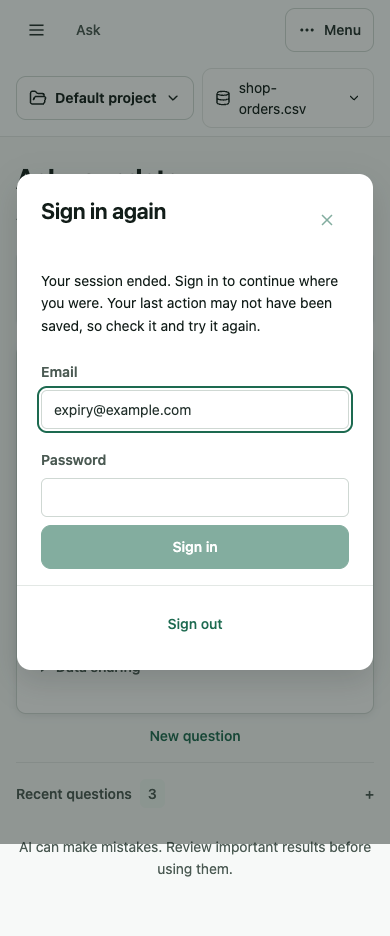 Ask
Menu
Default project
shop-
orders.csv
Sign in again
Your session ended. Sign in to continue where
you were. Your last action may not have been
saved, so check it and try it again.
Email
expiry@example.com
Password
Sign in
Sign out
New question
Recent questions 3
+
AI can make mistakes. Review important results before
using them.